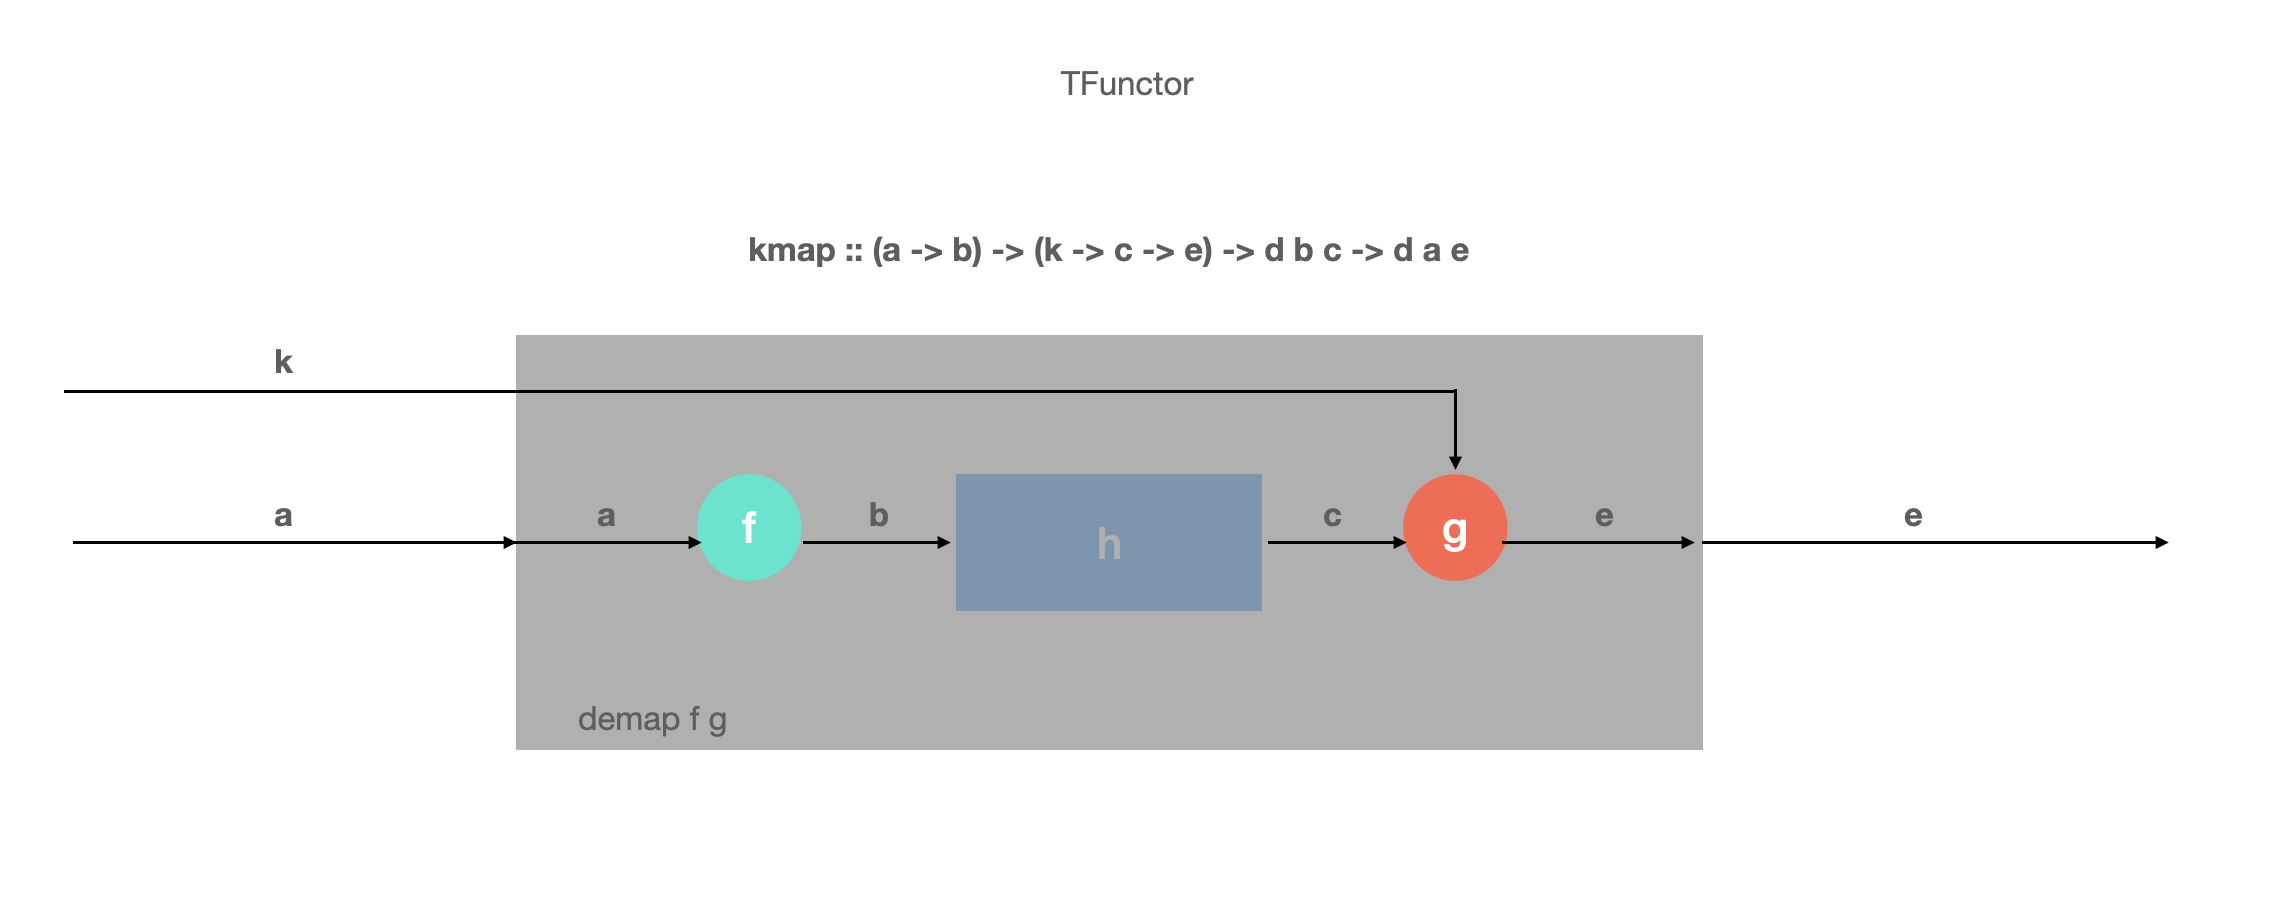 TFunctor
kmap :: (a -> b) -> (k -> c -> e) -> d b c -> d a e
k
a
a
f
b
h
c
g
e
e
demap f g